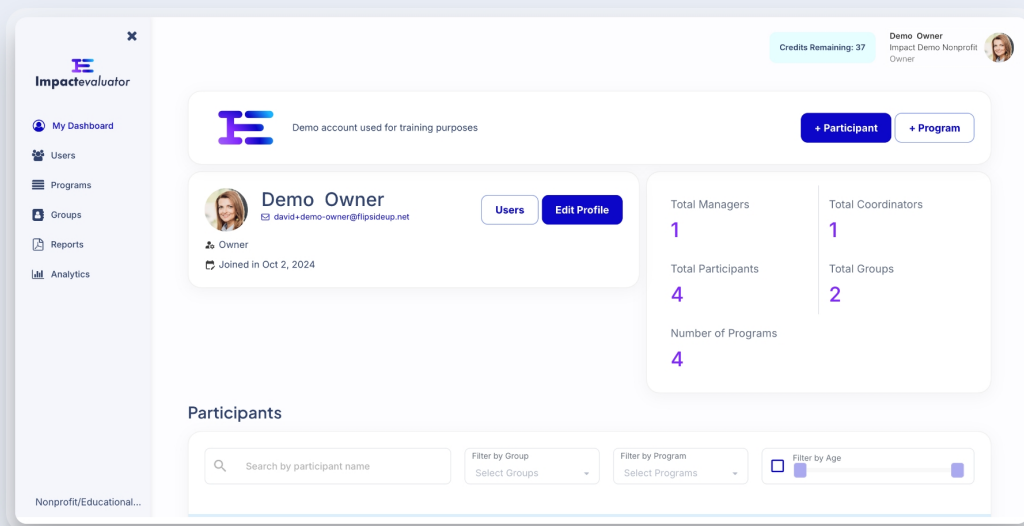 Impactevaluator
My Dashboard
Users
Programs
Groups
Reports
Analytics
Nonprofit/Educational...
Credits Remaining: 37
Demo Owner
Impact Demo Nonprofit
Owner
Demo account used for training purposes
+ Participant
+ Program
Demo Owner
david+demo-owner@flipsideup.net
Users
Edit Profile
Owner
Joined in Oct 2, 2024
Total Managers
1
Total Coordinators
1
Total Participants
4
Total Groups
2
Number of Programs
4
Participants
Search by participant name
Filter by Group
Select Groups
Filter by Program
Select Programs
Filter by Age